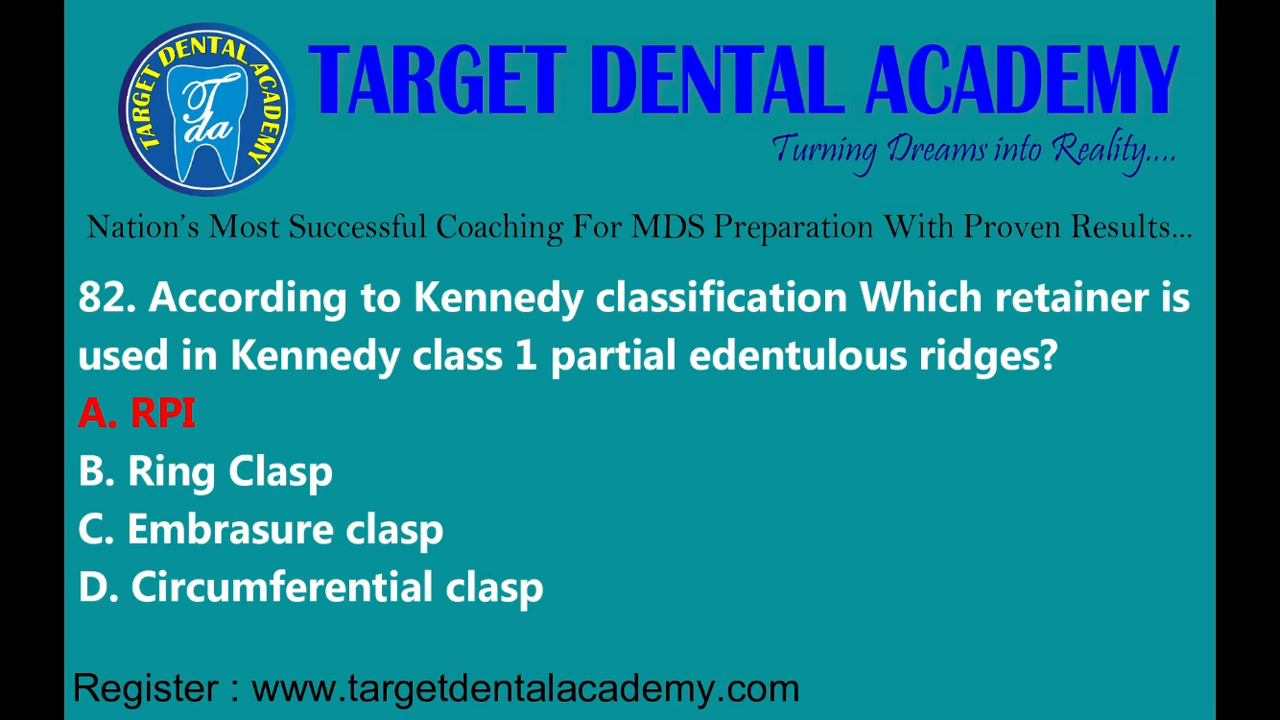 TARGET DENTAL ACADEMY
Tda
TARGET DENTAL ACADEMY
Turning Dreams into Reality....
Nation's Most Successful Coaching For MDS Preparation With Proven Results...
82. According to Kennedy classification Which retainer is
used in Kennedy class 1 partial edentulous ridges?
A. RPI
B. Ring Clasp
C. Embrasure clasp
D. Circumferential clasp
Register : www.targetdentalacademy.com